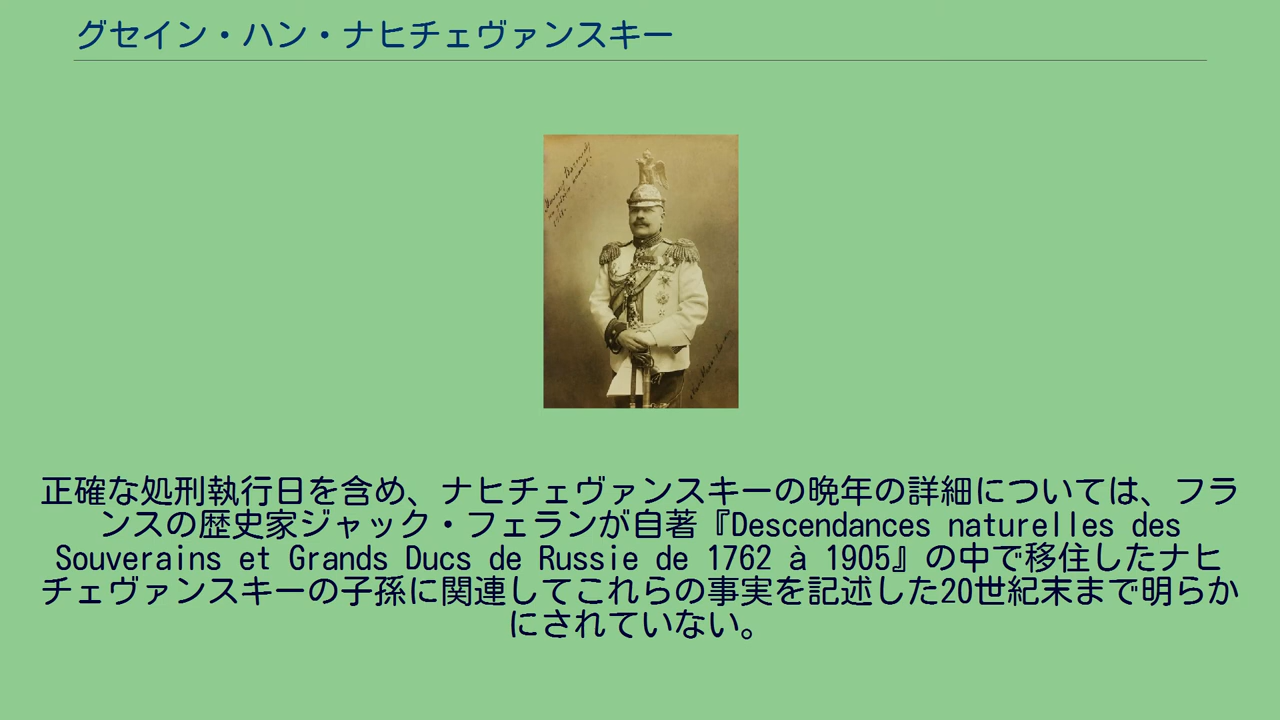 グセイン・ハン・ナヒチェヴァンスキー
正確な処刑執行日を含め、ナヒチェヴァンスキーの晩年の詳細については、フラ
ンスの歴史家ジャック・フェランが自著『Descendances naturelles des
Souverains et Grands Ducs de Russie de 1762 à 1905』の中で移住したナヒ
チェヴァンスキーの子孫に関連してこれらの事実を記述した20世紀末まで明らか
にされていない。